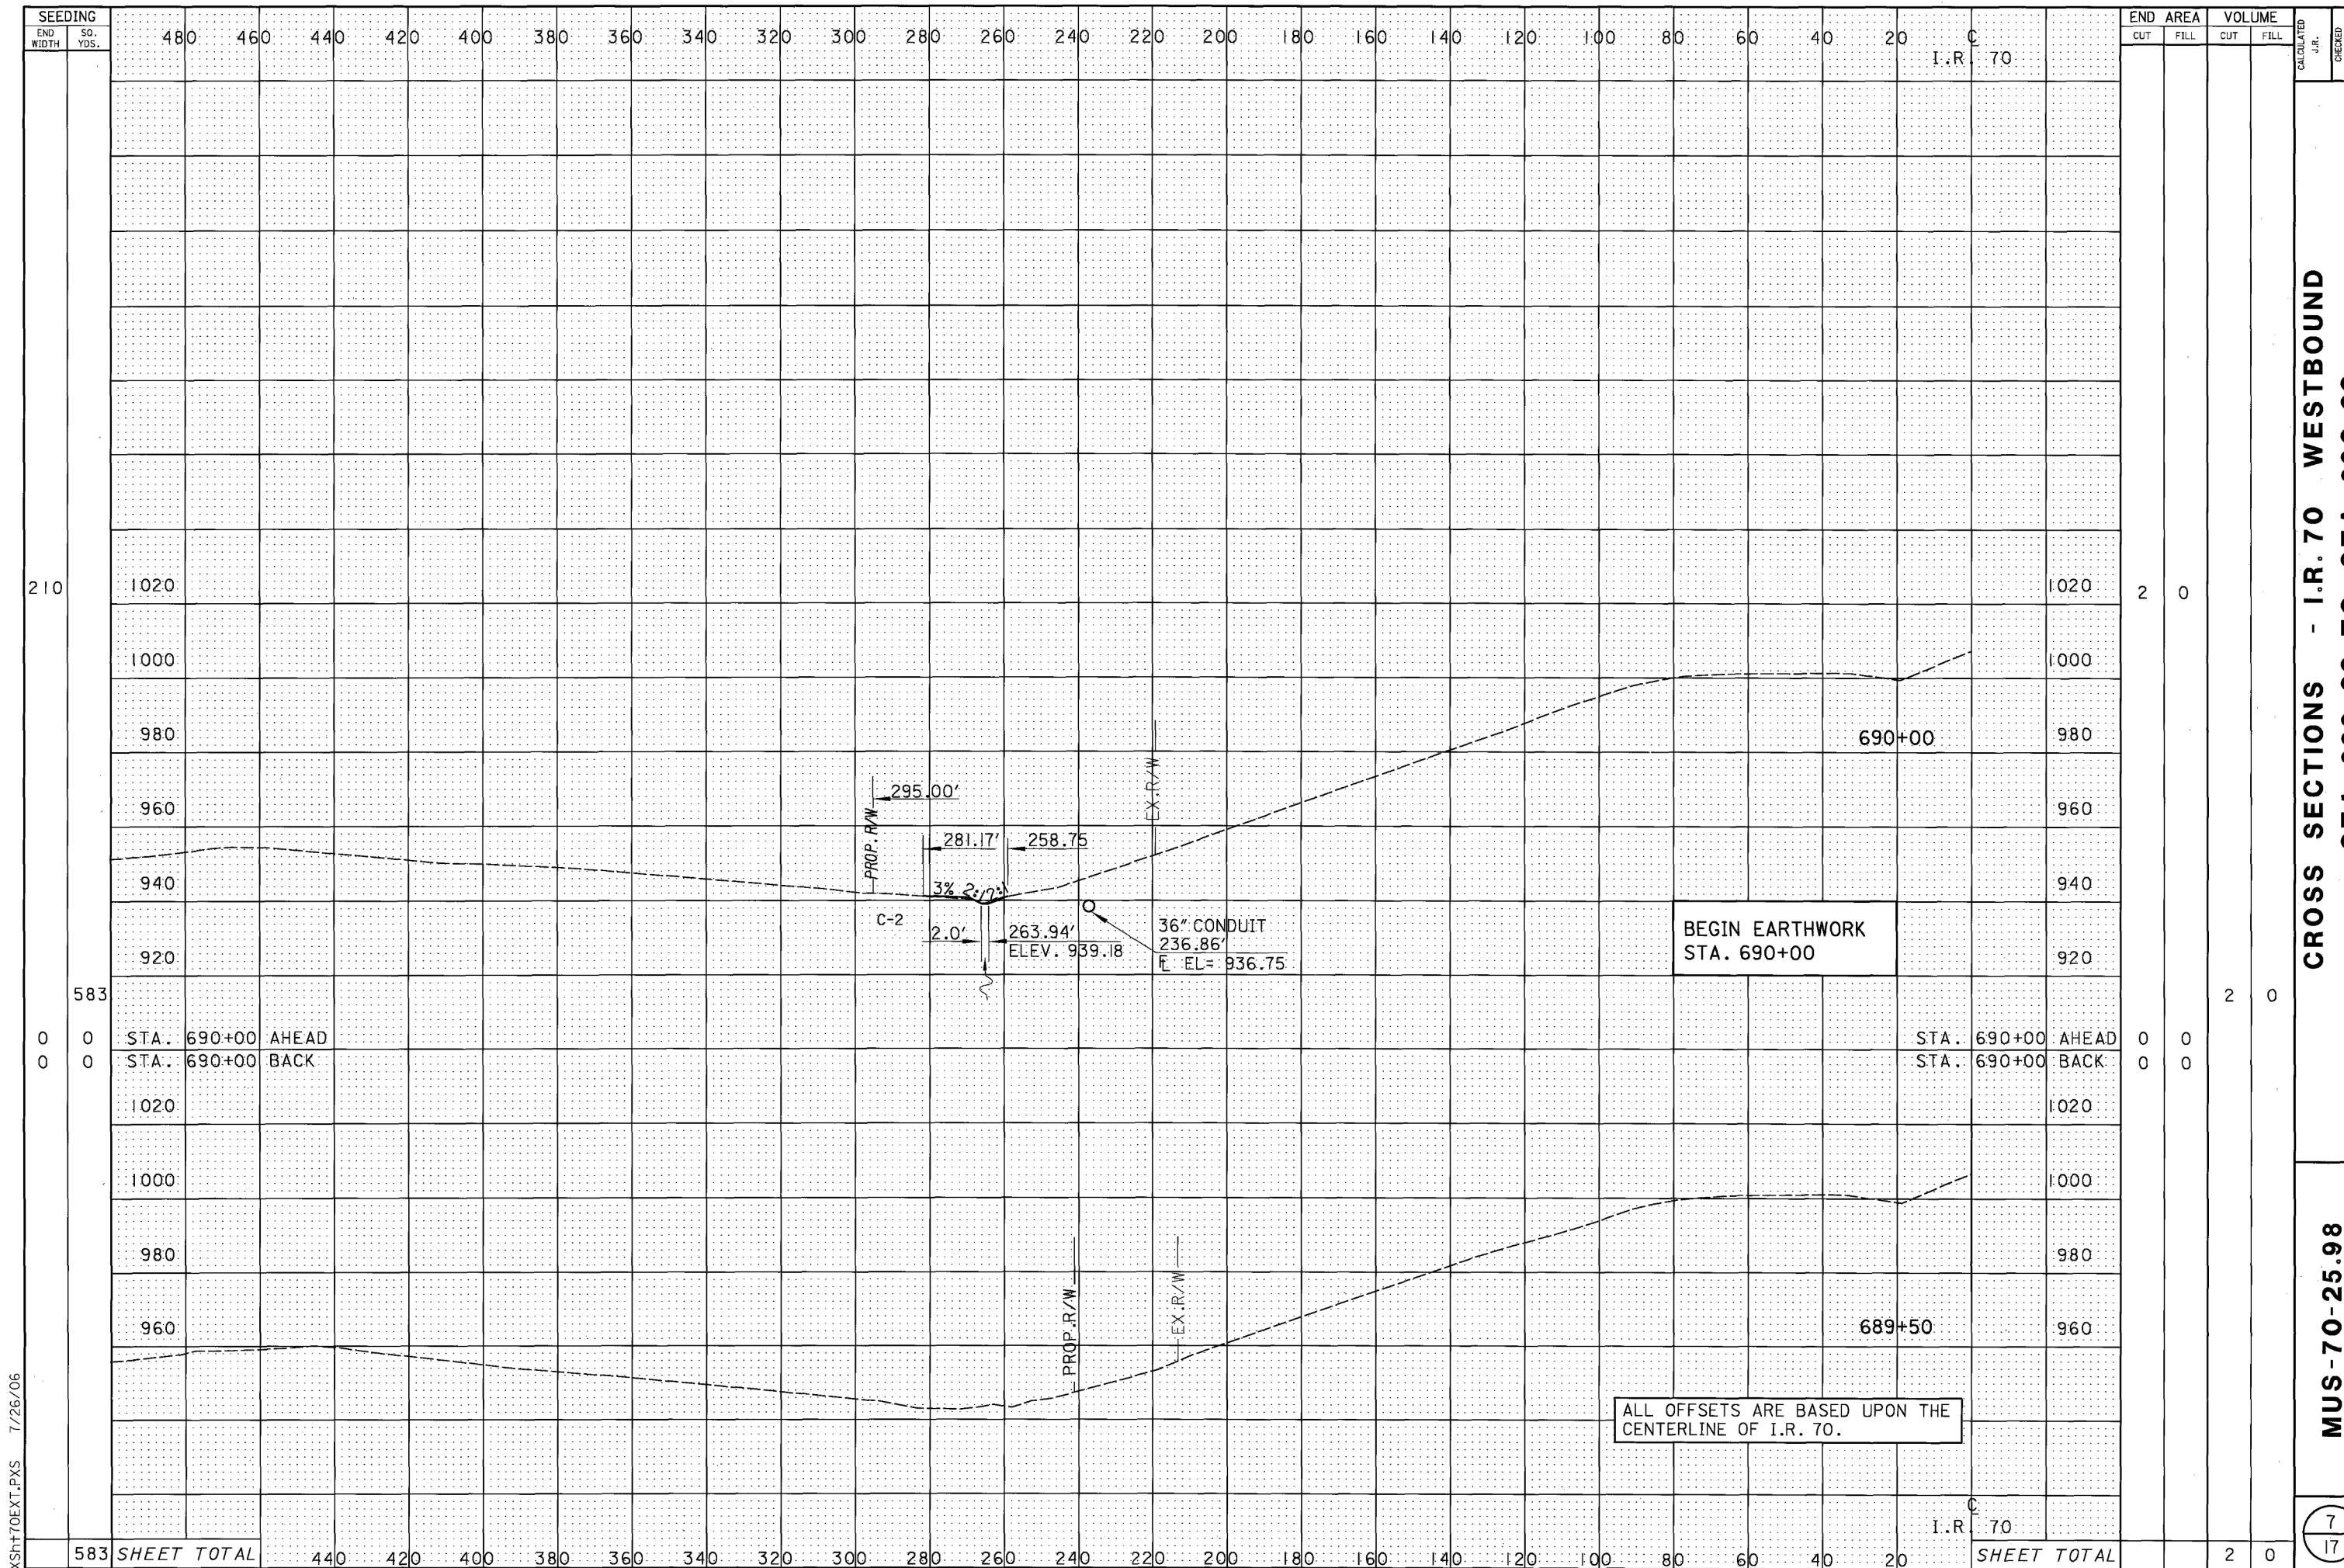 SEEDING
END WIDTH
SQ. YDS.
480 460 440 420 400 380 360 340 320 300 280 260 240 220 200 180 160 140 120 100 80 60 40 20 ℄
I.R. 70
END AREA
VOLUME
CUT FILL CUT FILL
CALCULATED
J.R.
CHECKED
210
1020
1020
2 0
1000
1000
980
690+00
980
EX.R/W
960
295.00'
960
PROP. R/W
281.17'
258.75
940
3% 2:1 2:1
940
C-2
2.0'
263.94'
ELEV. 939.18
36" CONDUIT
236.86'
℄ EL= 936.75
BEGIN EARTHWORK
STA. 690+00
920
920
583
2 0
0 0 STA. 690+00 AHEAD
STA. 690+00 AHEAD 0 0
0 0 STA. 690+00 BACK
STA. 690+00 BACK 0 0
1020
1020
1000
1000
980
980
PROP.R/W
EX.R/W
960
689+50
960
ALL OFFSETS ARE BASED UPON THE
CENTERLINE OF I.R. 70.
℄
I.R. 70
583 SHEET TOTAL
440 420 400 380 360 340 320 300 280 260 240 220 200 180 160 140 120 100 80 60 40 20
SHEET TOTAL 2 0
CROSS SECTIONS - I.R. 70 WESTBOUND
MUS-70-25.98
7
17
XSh+70EXT.PXS 7/26/06